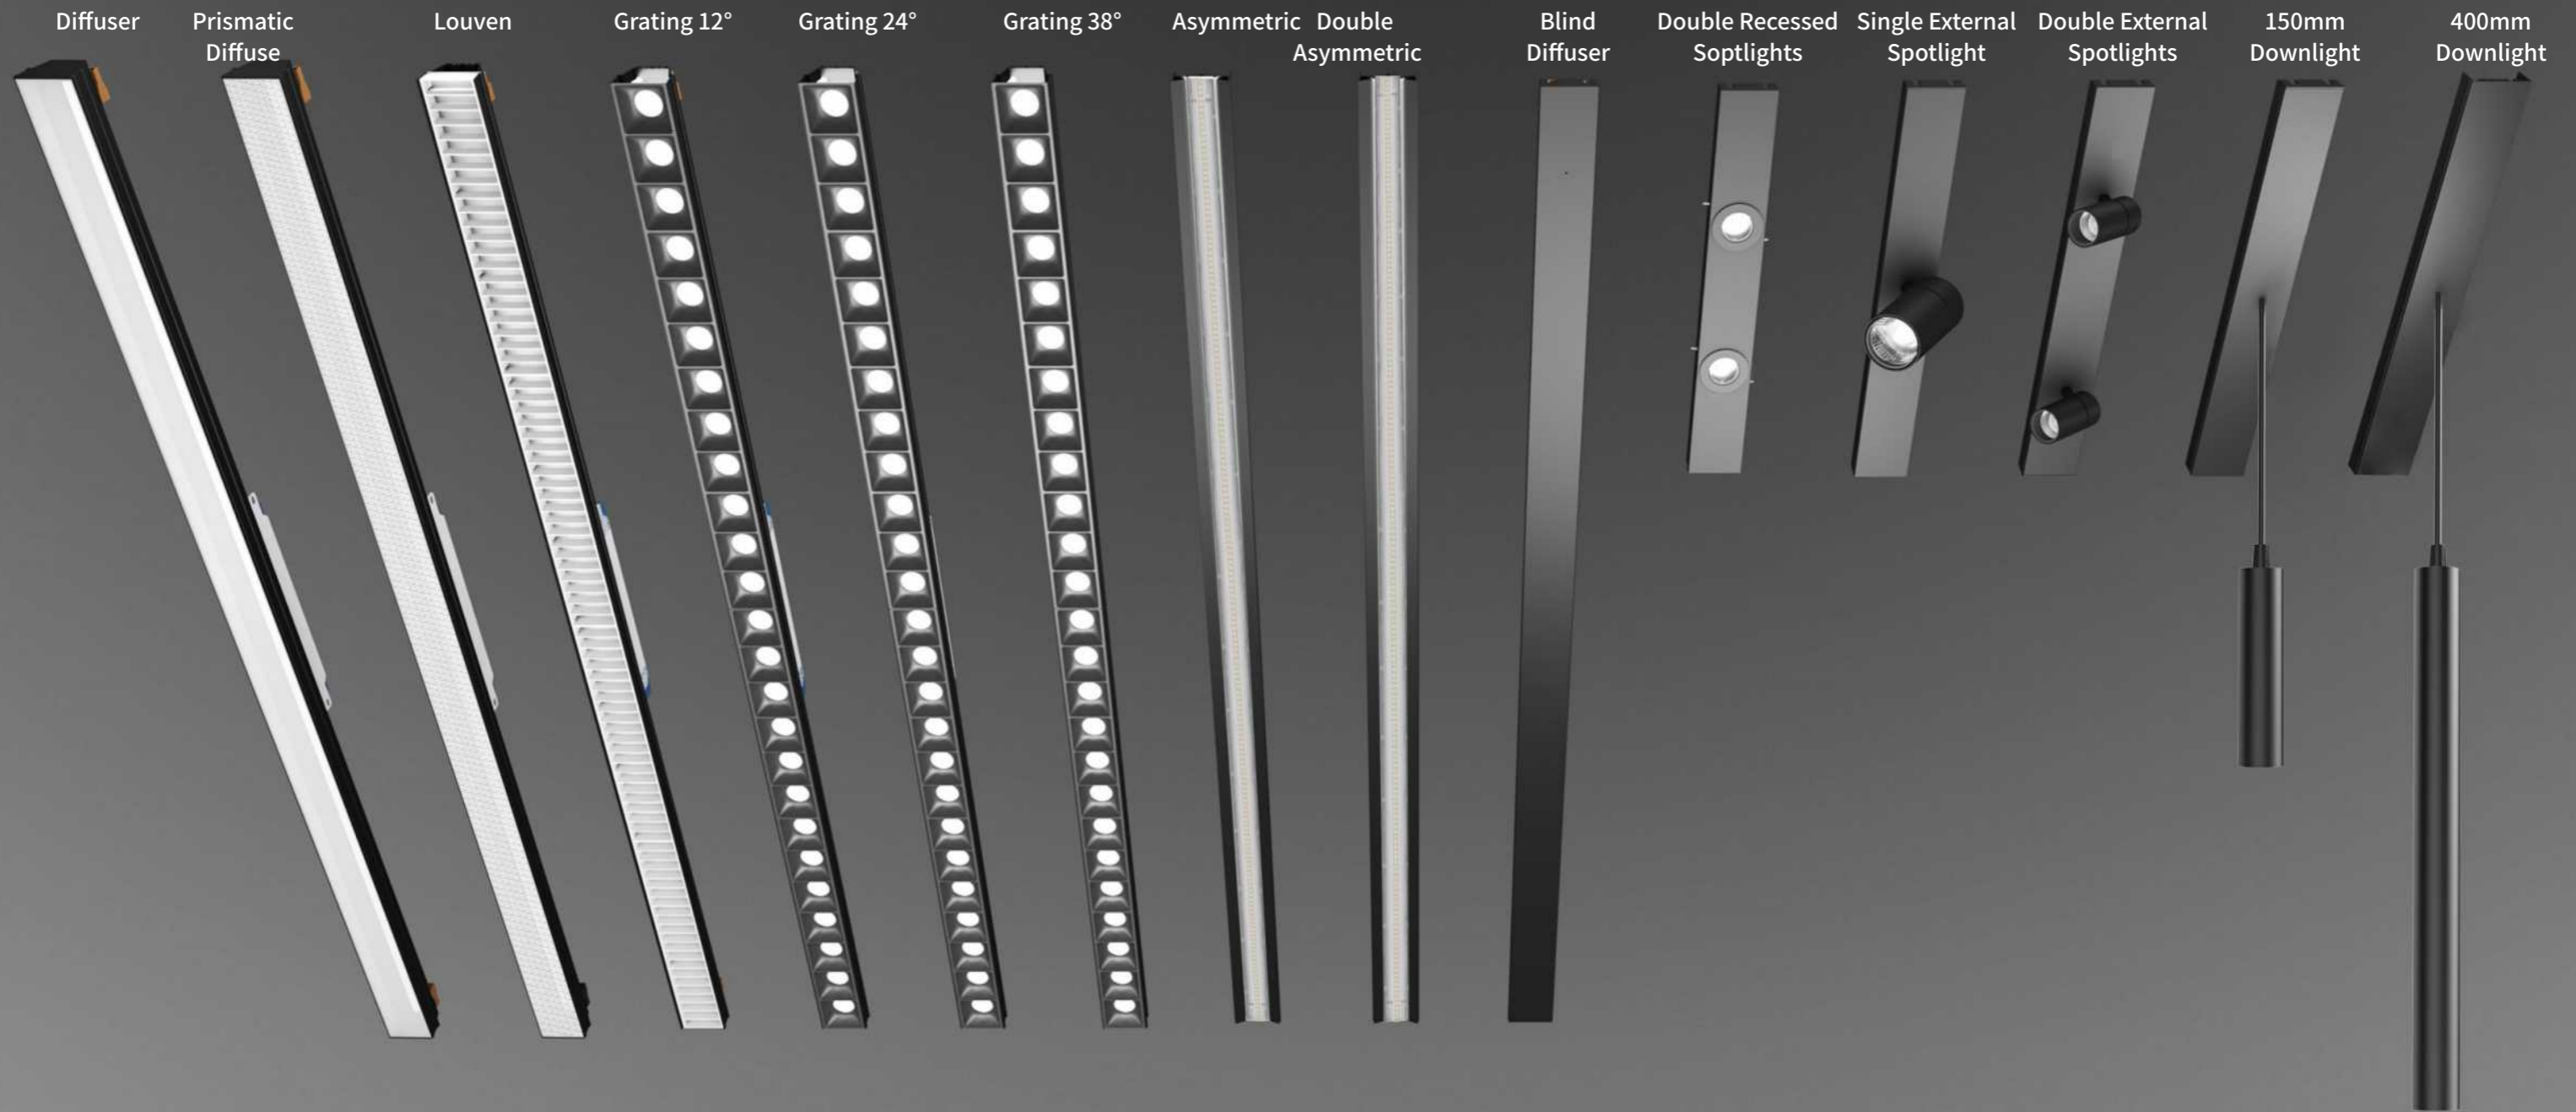 Diffuser
Prismatic
Diffuse
Louven
Grating 12°
Grating 24°
Grating 38°
Asymmetric
Double
Asymmetric
Blind
Diffuser
Double Recessed
Soptlights
Single External
Spotlight
Double External
Spotlights
150mm
Downlight
400mm
Downlight